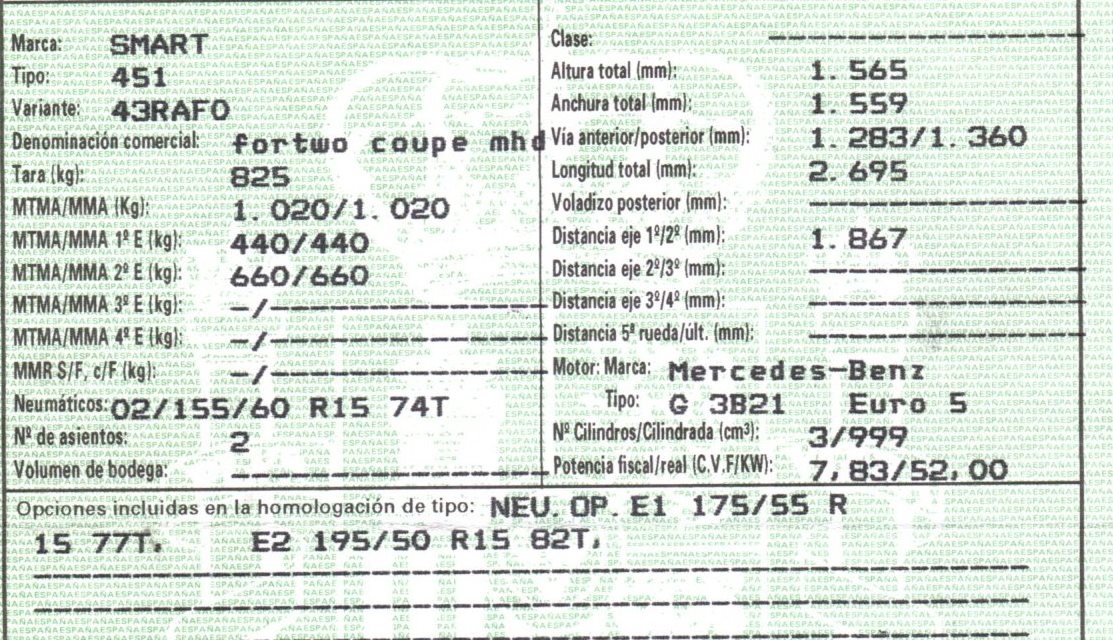 Marca: SMART
Tipo: 451
Variante: 43RAF0
Denominación comercial: fortwo coupe mhd
Tara (kg): 825
MTMA/MMA (Kg): 1.020/1.020
MTMA/MMA 1º E (kg): 440/440
MTMA/MMA 2º E (kg): 660/660
MTMA/MMA 3º E (kg): -/----------------
MTMA/MMA 4º E (kg): -/----------------
MMR S/F, c/F (kg): -/----------------
Neumáticos: 02/155/60 R15 74T
Nº de asientos: 2
Volumen de bodega: ------------------
Clase: ------------------
Altura total (mm): 1.565
Anchura total (mm): 1.559
Vía anterior/posterior (mm): 1.283/1.360
Longitud total (mm): 2.695
Voladizo posterior (mm): ----------------
Distancia eje 1º/2º (mm): 1.867
Distancia eje 2º/3º (mm): ----------------
Distancia eje 3º/4º (mm): ----------------
Distancia 5ª rueda/últ. (mm): ----------------
Motor: Marca: Mercedes-Benz
Tipo: G 3B21 Euro 5
Nº Cilindros/Cilindrada (cm³): 3/999
Potencia fiscal/real (C.V.F/KW): 7,83/52,00
Opciones incluidas en la homologación de tipo: NEU.OP.E1 175/55 R
15 77T. E2 195/50 R15 82T.